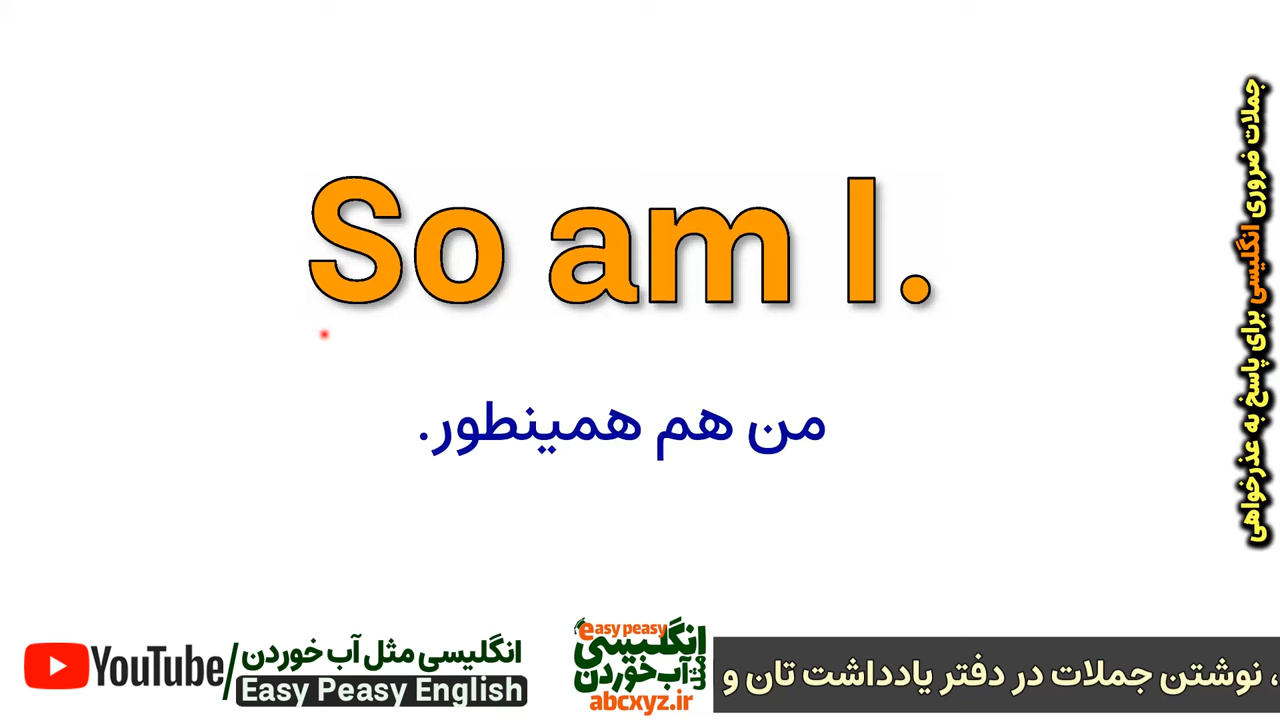 So am I.
من هم همینطور.
جملات ضروری انگلیسی برای پاسخ به عذرخواهی
YouTube/انگلیسی مثل آب خوردن
Easy Peasy English
easy peasy
انگلیسی
مثل آب خوردن
abcxyz.ir
، نوشتن جملات در دفتر یادداشت تان و